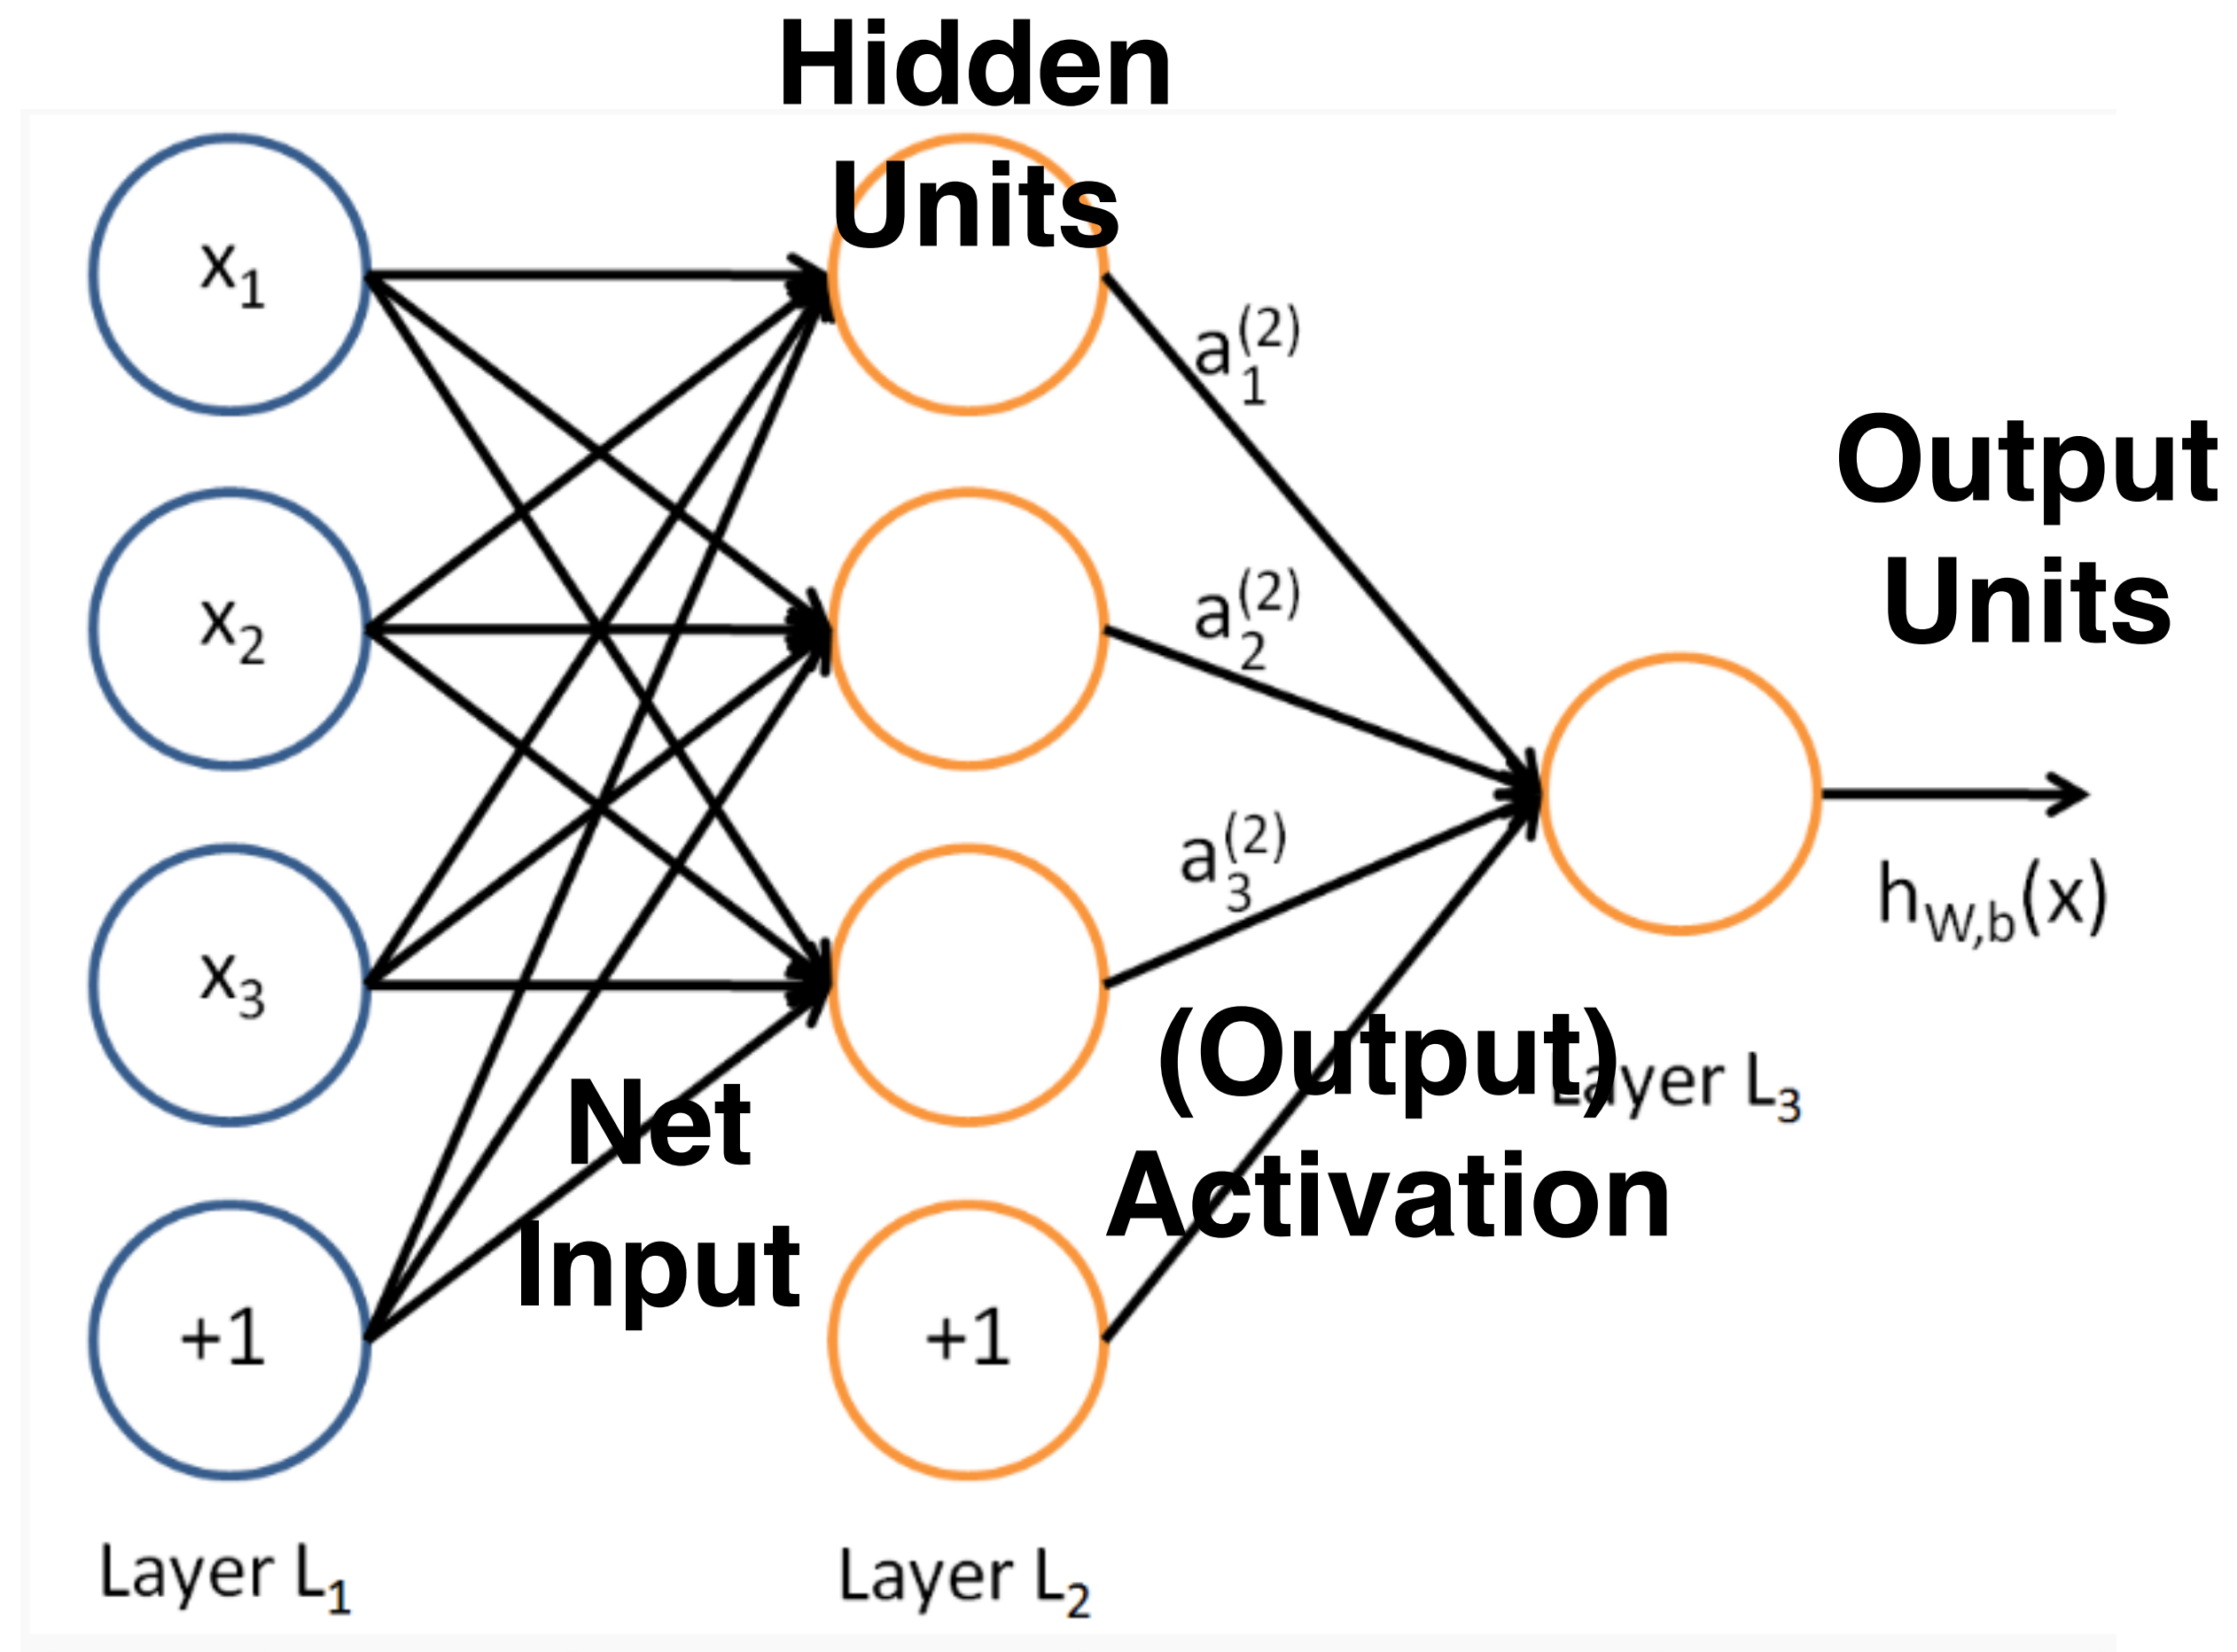 Hidden
Units
x₁
x₂
x₃
+1
a₁⁽²⁾
a₂⁽²⁾
a₃⁽²⁾
+1
Output
Units
h_W,b(x)
Net
Input
(Output)
Activation
Layer L₁
Layer L₂
Layer L₃